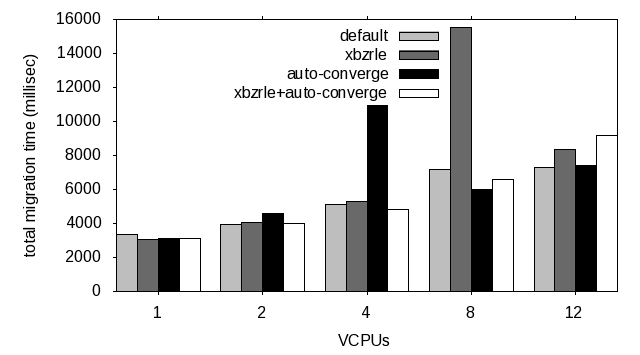 total migration time (millisec)
16000
14000
12000
10000
8000
6000
4000
2000
0
default
xbzrle
auto-converge
xbzrle+auto-converge
1 2 4 8 12
VCPUs